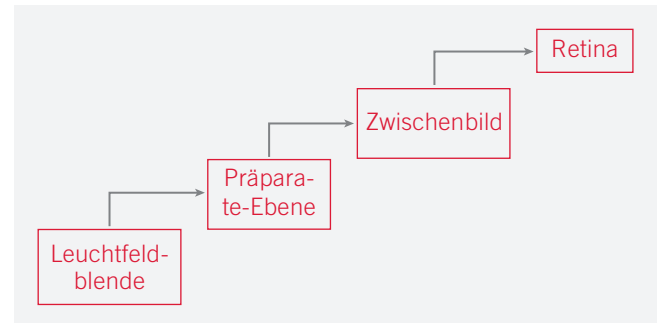 Retina
Zwischenbild
Präpara-
te-Ebene
Leuchtfeld-
blende